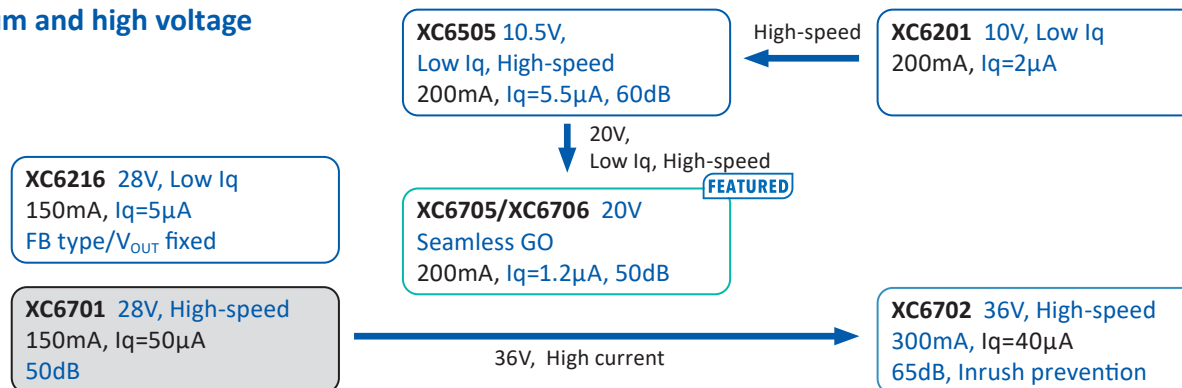 um and high voltage
XC6505 10.5V,
Low Iq, High-speed
200mA, Iq=5.5μA, 60dB
High-speed
XC6201 10V, Low Iq
200mA, Iq=2μA
20V,
Low Iq, High-speed
XC6216 28V, Low Iq
150mA, Iq=5μA
FB type/VOUT fixed
FEATURED
XC6705/XC6706 20V
Seamless GO
200mA, Iq=1.2μA, 50dB
XC6701 28V, High-speed
150mA, Iq=50μA
50dB
36V, High current
XC6702 36V, High-speed
300mA, Iq=40μA
65dB, Inrush prevention